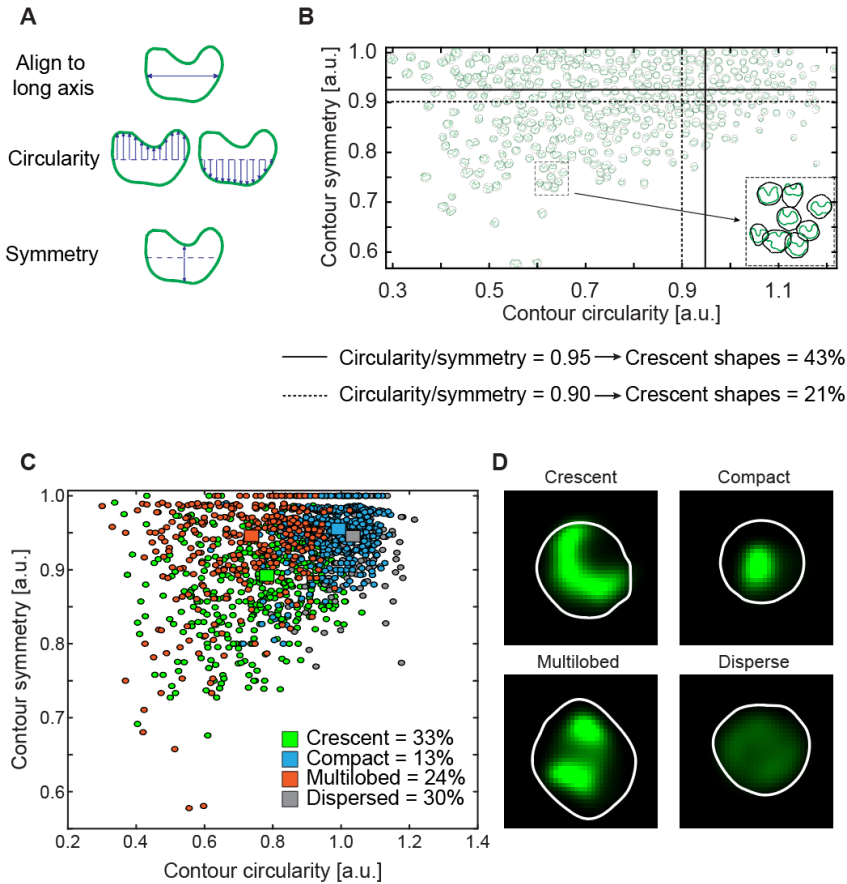 A
Align to
long axis
Circularity
Symmetry
B
Contour symmetry [a.u.]
1.0
0.9
0.8
0.7
0.6
0.3 0.5 0.7 0.9 1.1
Contour circularity [a.u.]
Circularity/symmetry = 0.95 → Crescent shapes = 43%
Circularity/symmetry = 0.90 → Crescent shapes = 21%
C
Contour symmetry [a.u.]
1.0
0.9
0.8
0.7
0.6
Crescent = 33%
Compact = 13%
Multilobed = 24%
Dispersed = 30%
0.2 0.4 0.6 0.8 1.0 1.2 1.4
Contour circularity [a.u.]
D
Crescent Compact
Multilobed Disperse